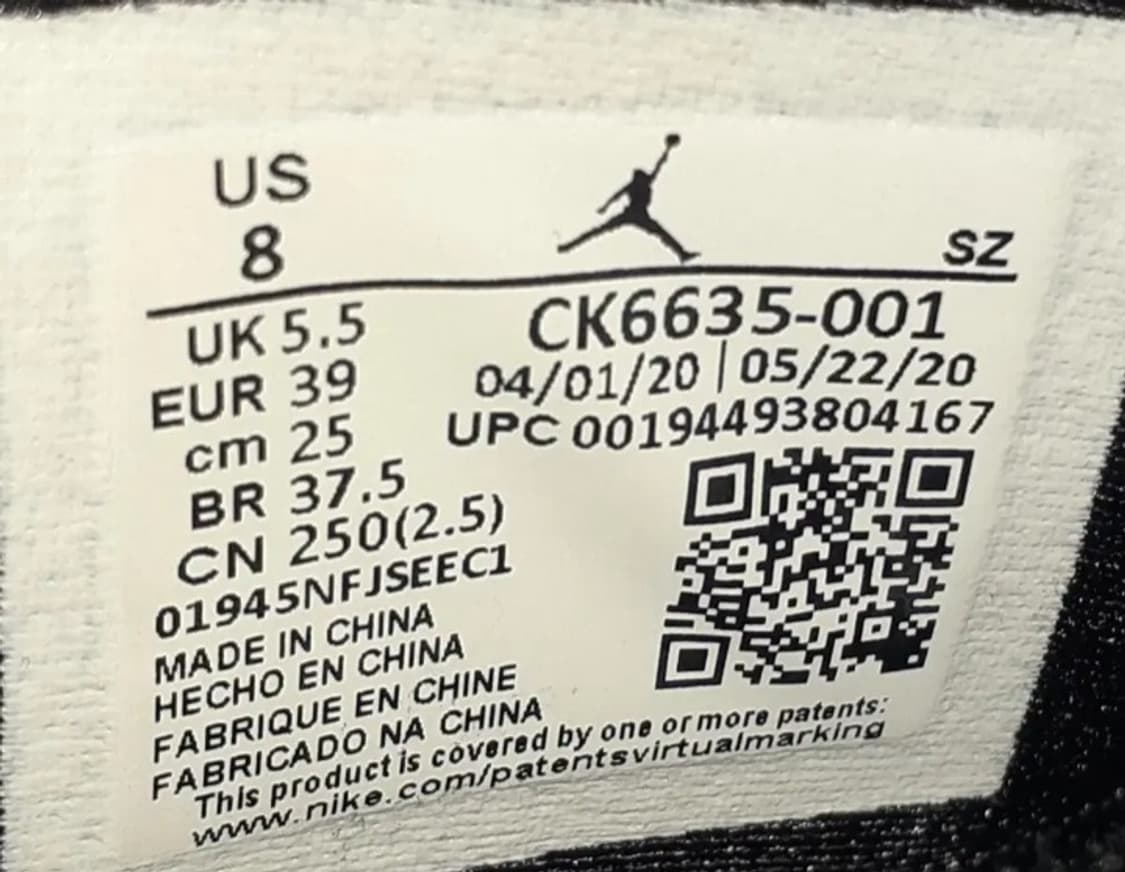 US
8
SZ
UK 5.5
EUR 39
cm 25
BR 37.5
CN 250(2.5)
CK6635-001
04/01/20 | 05/22/20
UPC 00194493804167
01945NFJSEEC1
MADE IN CHINA
HECHO EN CHINA
FABRIQUE EN CHINE
FABRICADO NA CHINA
This product is covered by one or more patents:
www.nike.com/patentsvirtualmarking